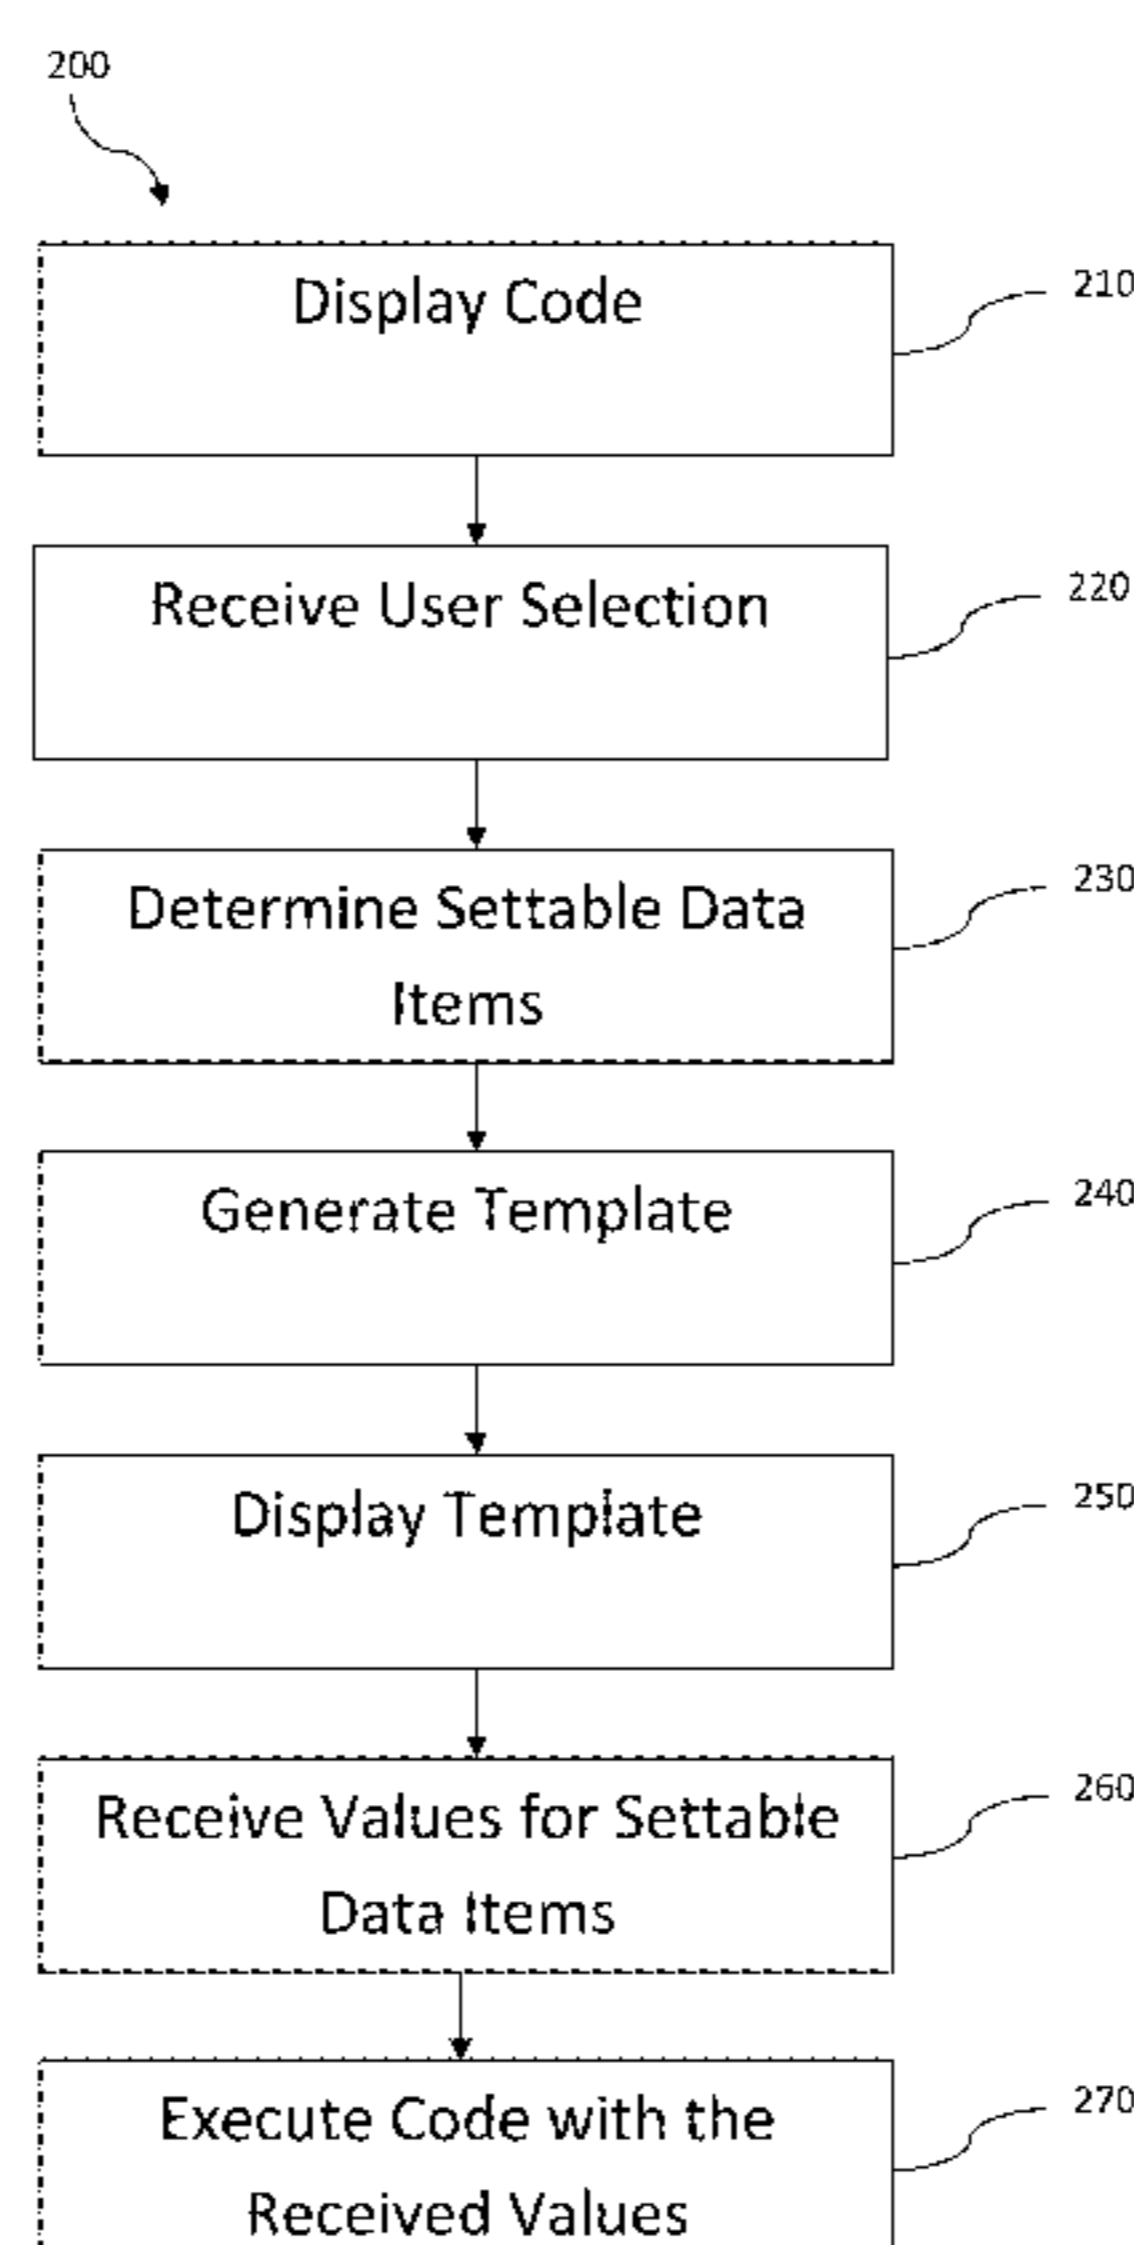 200
Display Code
210
Receive User Selection
220
Determine Settable Data
Items
230
Generate Template
240
Display Template
250
Receive Values for Settable
Data Items
260
Execute Code with the
Received Values
270